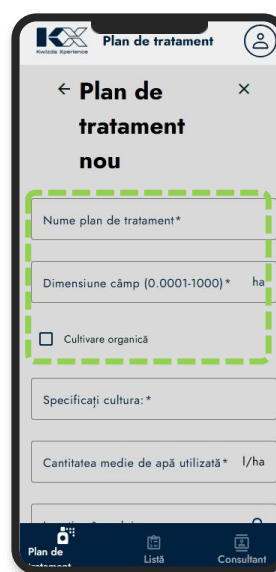 KX
Kwizda Xperience
Plan de tratament
← Plan de ×
tratament
nou
Nume plan de tratament*
Dimensiune câmp (0.0001-1000)* ha
Cultivare organică
Specificați cultura:*
Cantitatea medie de apă utilizată* l/ha
Plan de
tratament
Listă
Consultant